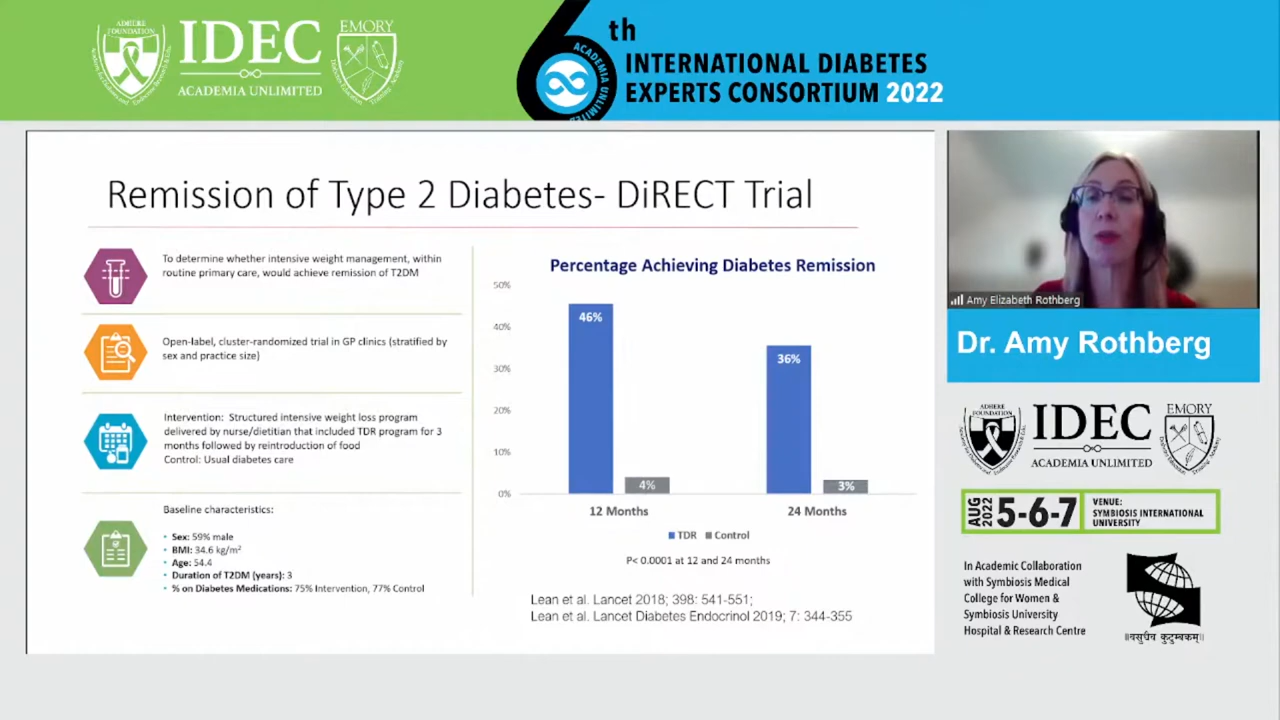 ADHERE
FOUNDATION
IDEC
ACADEMIA UNLIMITED
EMORY
6th
ACADEMIA UNLIMITED
INTERNATIONAL DIABETES
EXPERTS CONSORTIUM 2022
Remission of Type 2 Diabetes- DiRECT Trial
To determine whether intensive weight management, within
routine primary care, would achieve remission of T2DM
Open-label, cluster-randomized trial in GP clinics (stratified by
sex and practice size)
Intervention: Structured intensive weight loss program
delivered by nurse/dietitian that included TDR program for 3
months followed by reintroduction of food
Control: Usual diabetes care
Baseline characteristics:
• Sex: 59% male
• BMI: 34.6 kg/m²
• Age: 54.4
• Duration of T2DM (years): 3
• % on Diabetes Medications: 75% Intervention, 77% Control
Percentage Achieving Diabetes Remission
50%
40%
30%
20%
10%
0%
46%
4%
36%
3%
12 Months
24 Months
TDR Control
P< 0.0001 at 12 and 24 months
Lean et al. Lancet 2018; 398: 541-551;
Lean et al. Lancet Diabetes Endocrinol 2019; 7: 344-355
Amy Elizabeth Rothberg
Dr. Amy Rothberg
ADHERE
FOUNDATION
IDEC
ACADEMIA UNLIMITED
EMORY
AUG 2022
5-6-7
VENUE:
SYMBIOSIS INTERNATIONAL
UNIVERSITY
In Academic Collaboration
with Symbiosis Medical
College for Women &
Symbiosis University
Hospital & Research Centre
॥वसुधैव कुटुम्बकम्॥